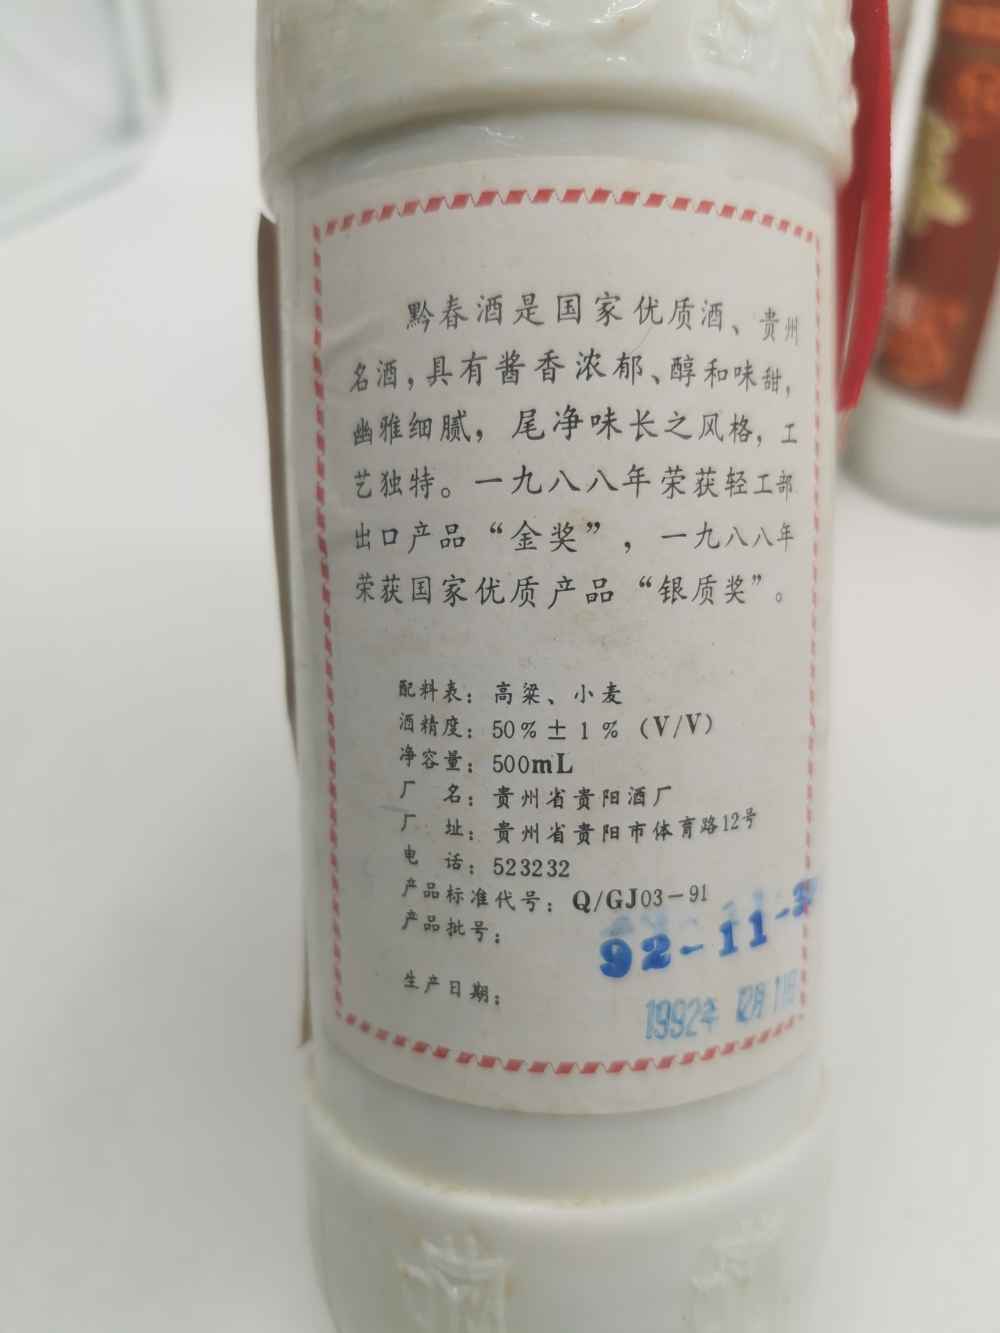 黔春酒是国家优质酒、贵州
名酒，具有酱香浓郁、醇和味甜，
幽雅细腻，尾净味长之风格，工
艺独特。一九八八年荣获轻工部
出口产品“金奖”，一九八八年
荣获国家优质产品“银质奖”。
配料表：高粱、小麦
酒精度：50%±1%（V/V）
净容量：500mL
厂 名：贵州省贵阳酒厂
厂 址：贵州省贵阳市体育路12号
电 话：523232
产品标准代号：Q/GJ03-91
产品批号：
92-11-
生产日期：
1992年 12月 11日